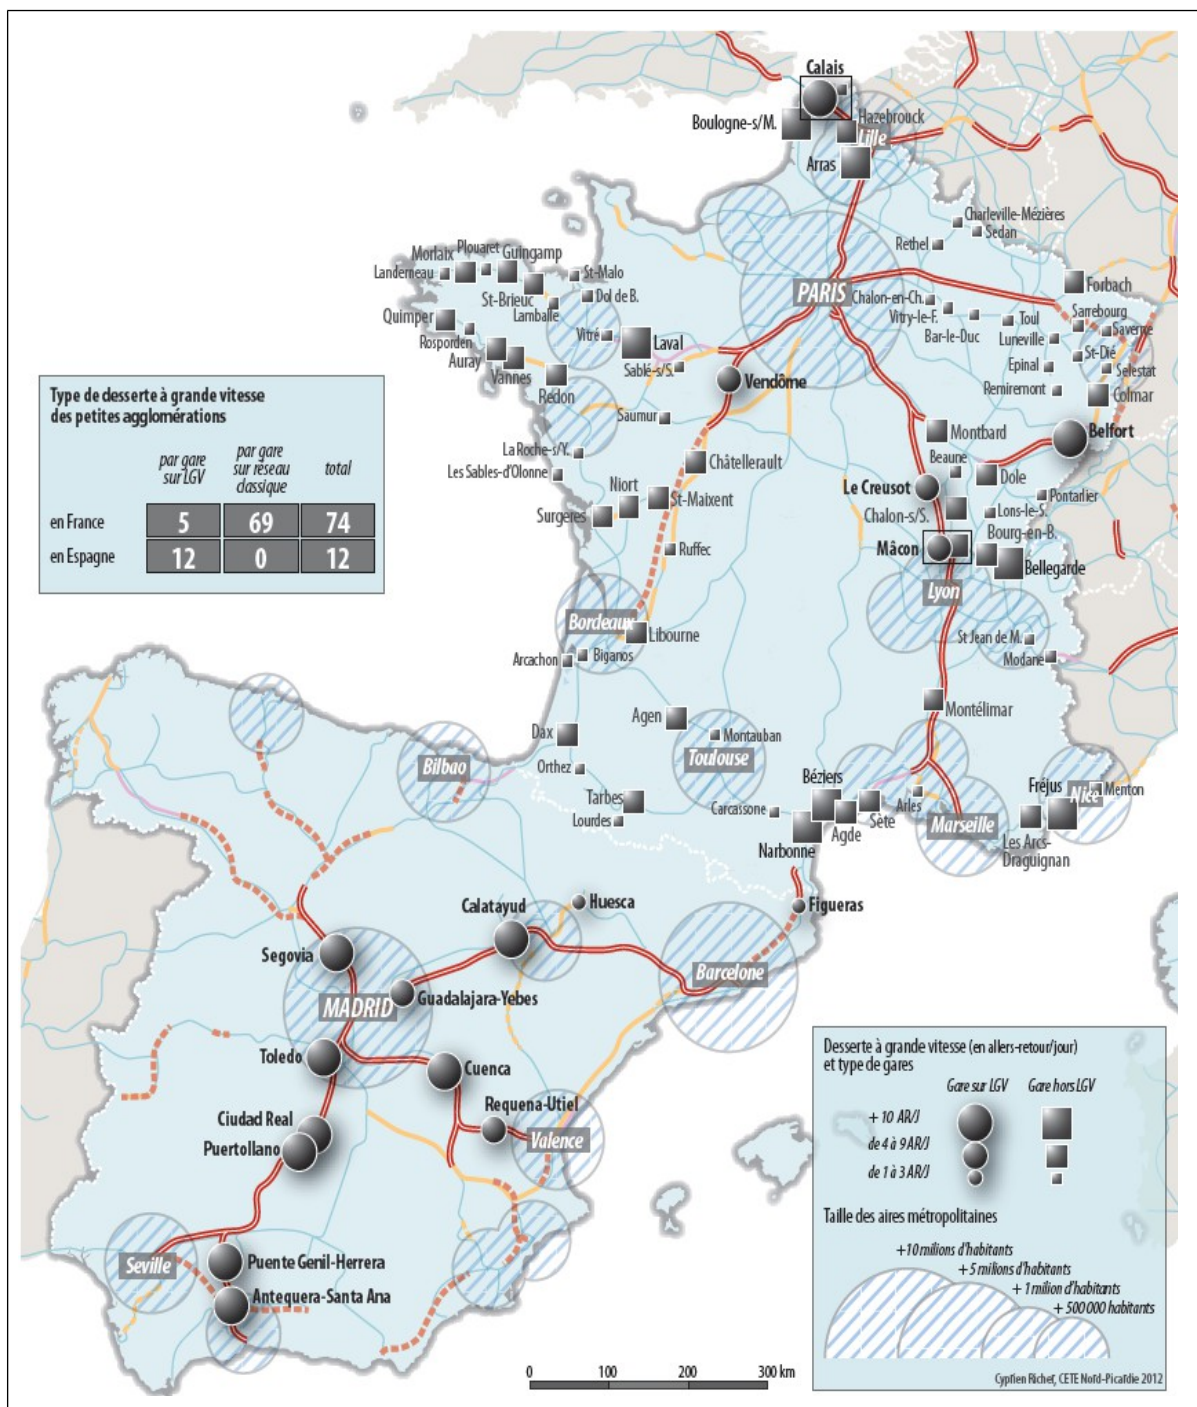 Calais
Boulogne-s/M.
Hazebrouck
Lille
Arras
Charleville-Mézières
Sedan
Rethel
Morlaix
Plouaret
Guingamp
Landerneau
St-Malo
St-Brieuc
Dol de B.
Lamballe
PARIS
Forbach
Chalon-en-Ch.
Vitry-le-F.
Sarrebourg
Quimper
Rosporden
Vitré
Laval
Bar-le-Duc
Toul
Luneville
Saverne
Auray
Vannes
Sablé-s/S.
Epinal
St-Dié
Selestat
Redon
Vendôme
Remiremont
Colmar
Type de desserte à grande vitesse
des petites agglomérations
par gare
sur LGV
par gare
sur réseau
classique
total
en France 5 69 74
en Espagne 12 0 12
Saumur
Montbard
Belfort
La Roche-s/Y.
Les Sables-d'Olonne
Châtellerault
Beaune
Dole
Niort
St-Maixent
Le Creusot
Pontarlier
Surgeres
Chalon-s/S.
Lons-le-S.
Ruffec
Mâcon
Bourg-en-B.
Bellegarde
Lyon
Bordeaux
Libourne
St Jean de M.
Arcachon
Biganos
Modane
Agen
Montélimar
Dax
Montauban
Bilbao
Orthez
Toulouse
Tarbes
Lourdes
Béziers
Carcassone
Arles
Fréjus
Nice
Menton
Narbonne
Agde
Sète
Marseille
Les Arcs-
Draguignan
Calatayud
Huesca
Figueras
Segovia
Barcelone
MADRID
Guadalajara-Yebes
Toledo
Cuenca
Ciudad Real
Requena-Utiel
Puertollano
Valence
Seville
Puente Genil-Herrera
Antequera-Santa Ana
Desserte à grande vitesse (en allers-retour/jour)
et type de gares
Gare sur LGV Gare hors LGV
+ 10 AR/J
de 4 à 9 AR/J
de 1 à 3 AR/J
Taille des aires métropolitaines
+10 milions d'habitants
+ 5 milions d'habitants
+ 1 milion d'habitants
+ 500 000 habitants
Cyprien Richer, CETE Nord-Picardie 2012
0 100 200 300 km